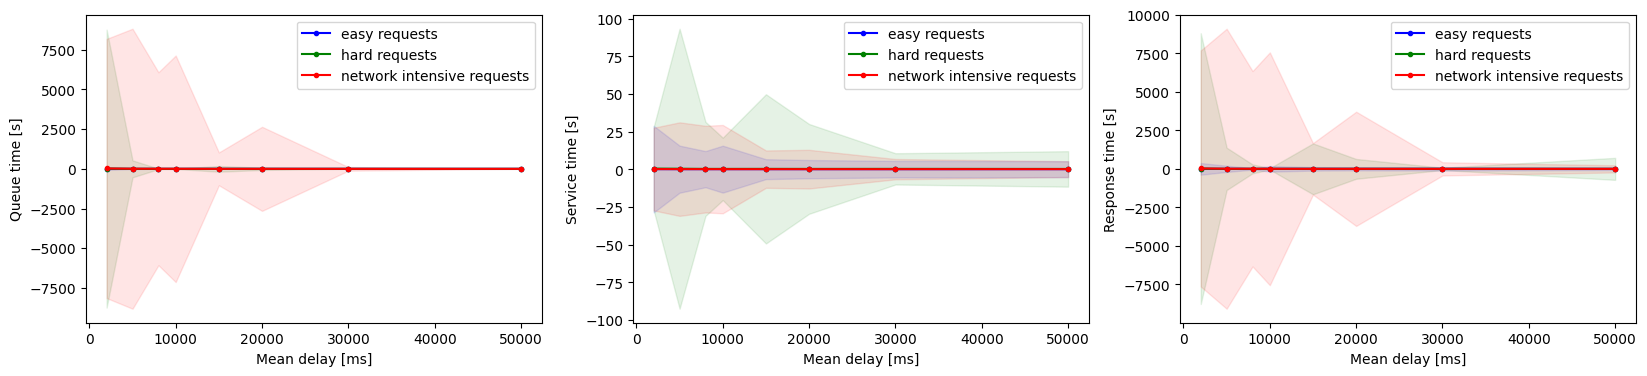 Queue time [s]
7500
5000
2500
0
−2500
−5000
−7500
easy requests
hard requests
network intensive requests
0 10000 20000 30000 40000 50000
Mean delay [ms]
Service time [s]
100
75
50
25
0
−25
−50
−75
−100
easy requests
hard requests
network intensive requests
0 10000 20000 30000 40000 50000
Mean delay [ms]
Response time [s]
10000
7500
5000
2500
0
−2500
−5000
−7500
easy requests
hard requests
network intensive requests
0 10000 20000 30000 40000 50000
Mean delay [ms]